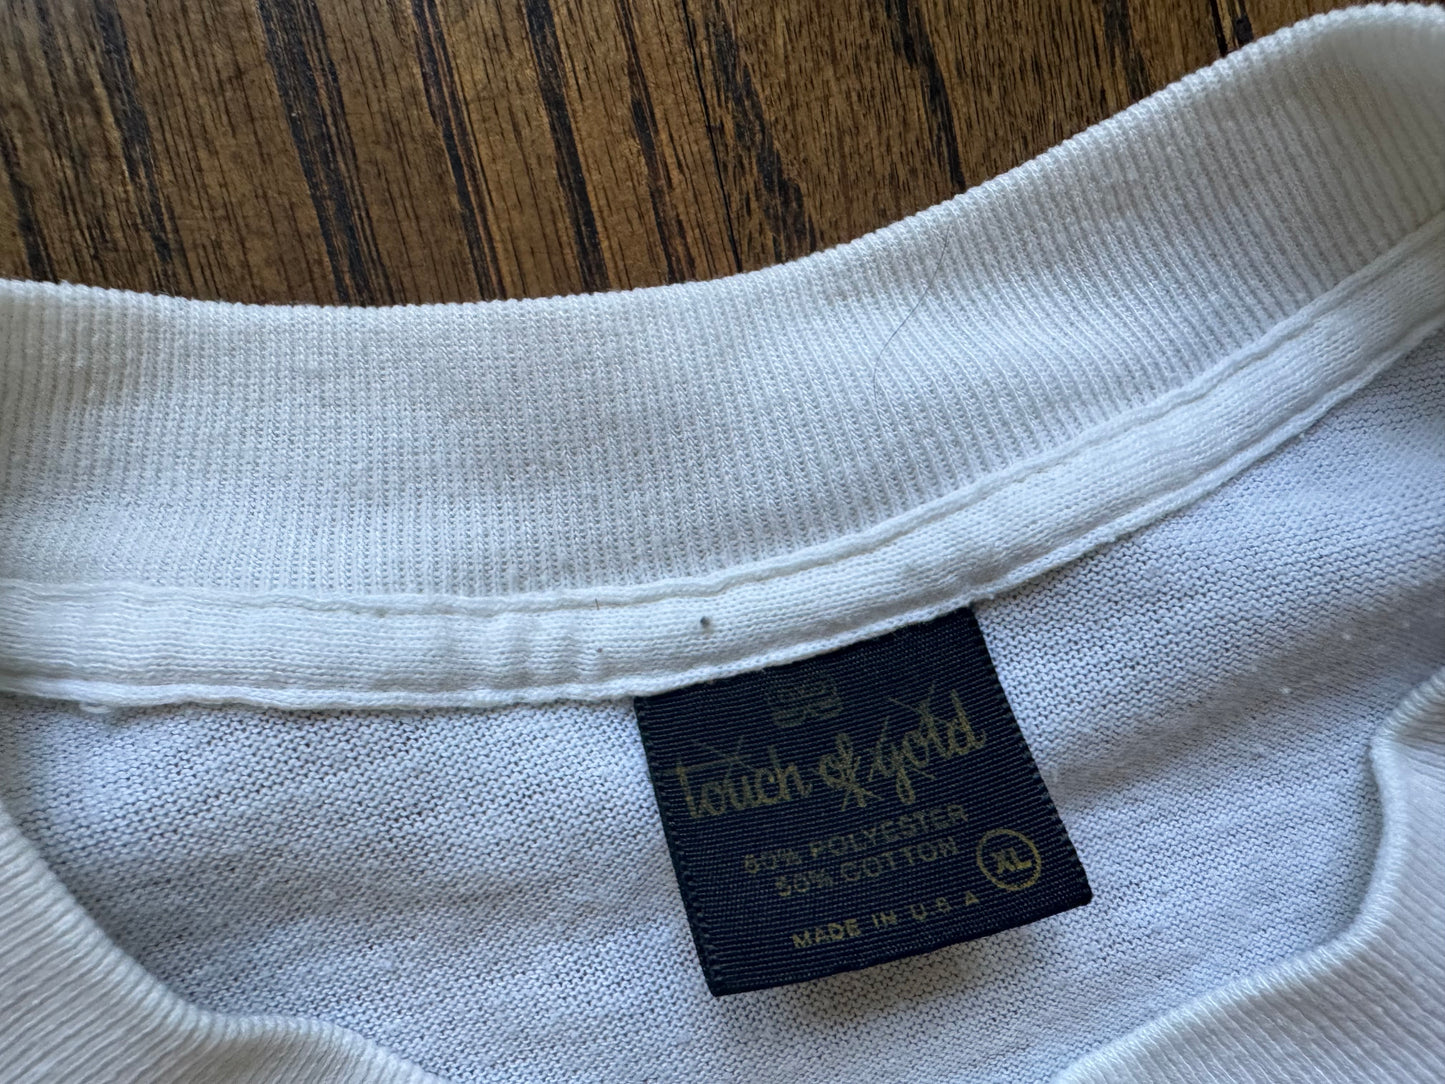 touch of gold
50% POLYESTER
50% COTTON
XL
MADE IN U S A